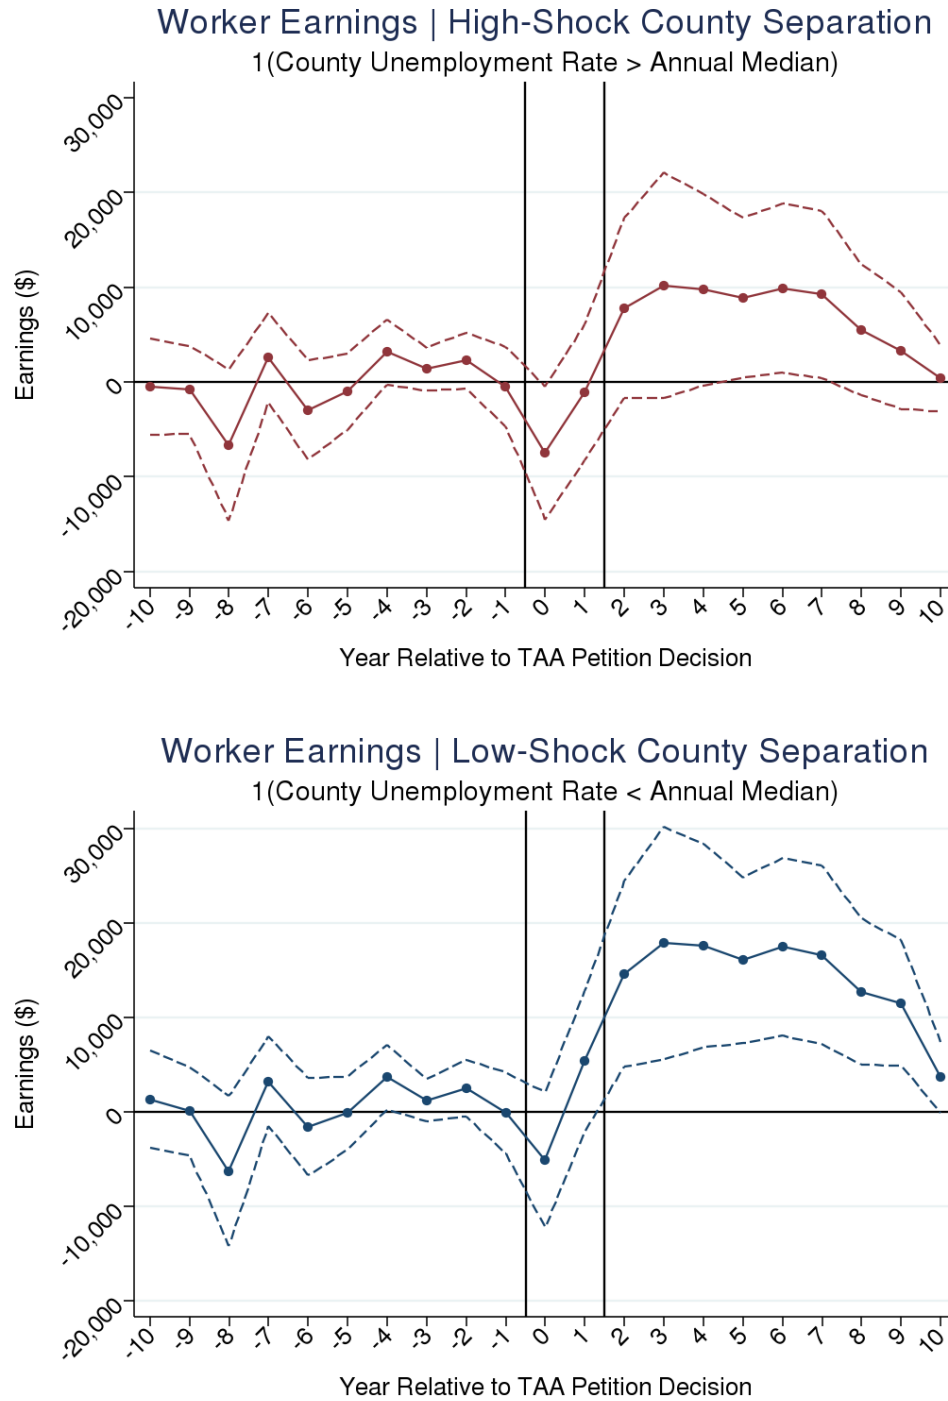 Worker Earnings | High-Shock County Separation
1(County Unemployment Rate > Annual Median)
30,000
20,000
10,000
0
-10,000
-20,000
Earnings ($)
-10 -9 -8 -7 -6 -5 -4 -3 -2 -1 0 1 2 3 4 5 6 7 8 9 10
Year Relative to TAA Petition Decision
Worker Earnings | Low-Shock County Separation
1(County Unemployment Rate < Annual Median)
30,000
20,000
10,000
0
-10,000
-20,000
Earnings ($)
-10 -9 -8 -7 -6 -5 -4 -3 -2 -1 0 1 2 3 4 5 6 7 8 9 10
Year Relative to TAA Petition Decision